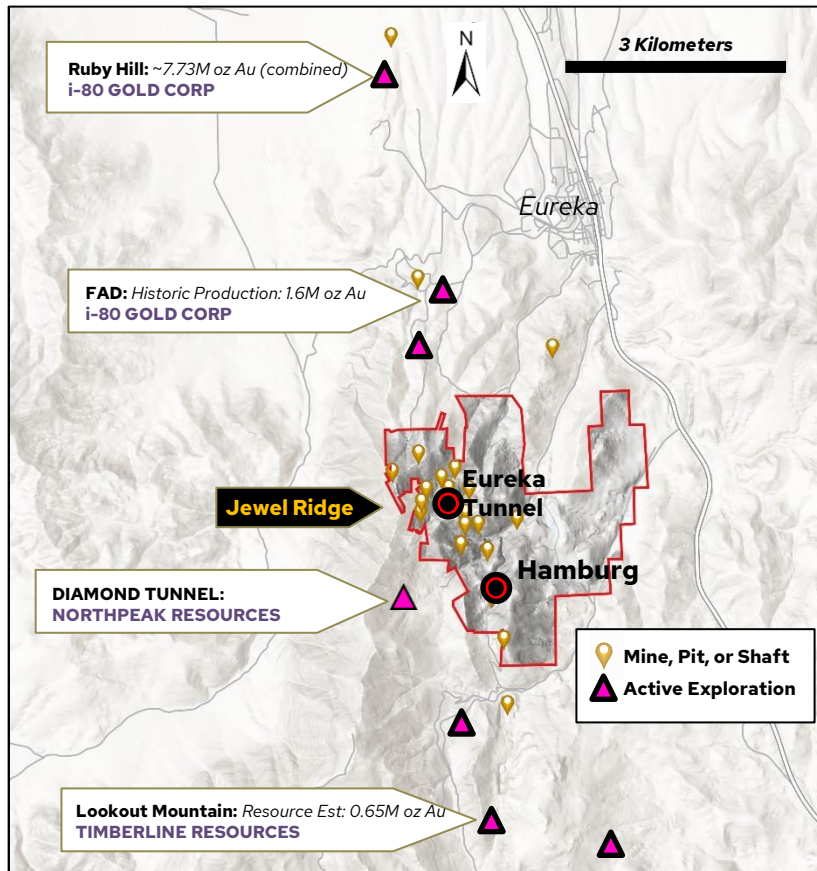 N
3 Kilometers
Ruby Hill: ~7.73M oz Au (combined)
i-80 GOLD CORP
Eureka
FAD: Historic Production: 1.6M oz Au
i-80 GOLD CORP
Eureka
Tunnel
Jewel Ridge
Hamburg
DIAMOND TUNNEL:
NORTHPEAK RESOURCES
Mine, Pit, or Shaft
Active Exploration
Lookout Mountain: Resource Est: 0.65M oz Au
TIMBERLINE RESOURCES